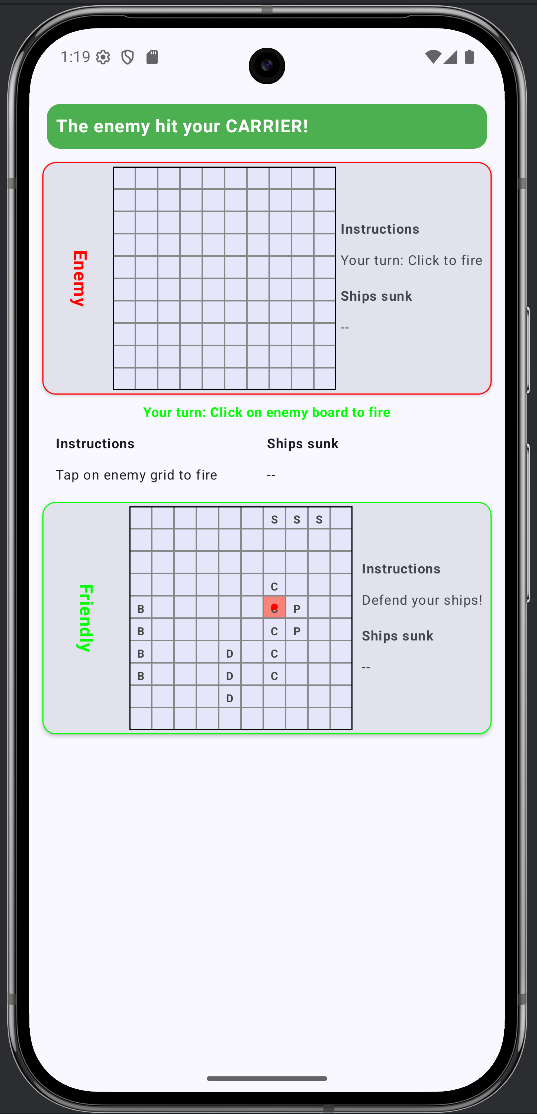 1:19
The enemy hit your CARRIER!
Enemy
Instructions
Your turn: Click to fire
Ships sunk
--
Your turn: Click on enemy board to fire
Instructions Ships sunk
Tap on enemy grid to fire --
Friendly
S S S
C
B C P
B C P
B D C
B D C
D
Instructions
Defend your ships!
Ships sunk
--